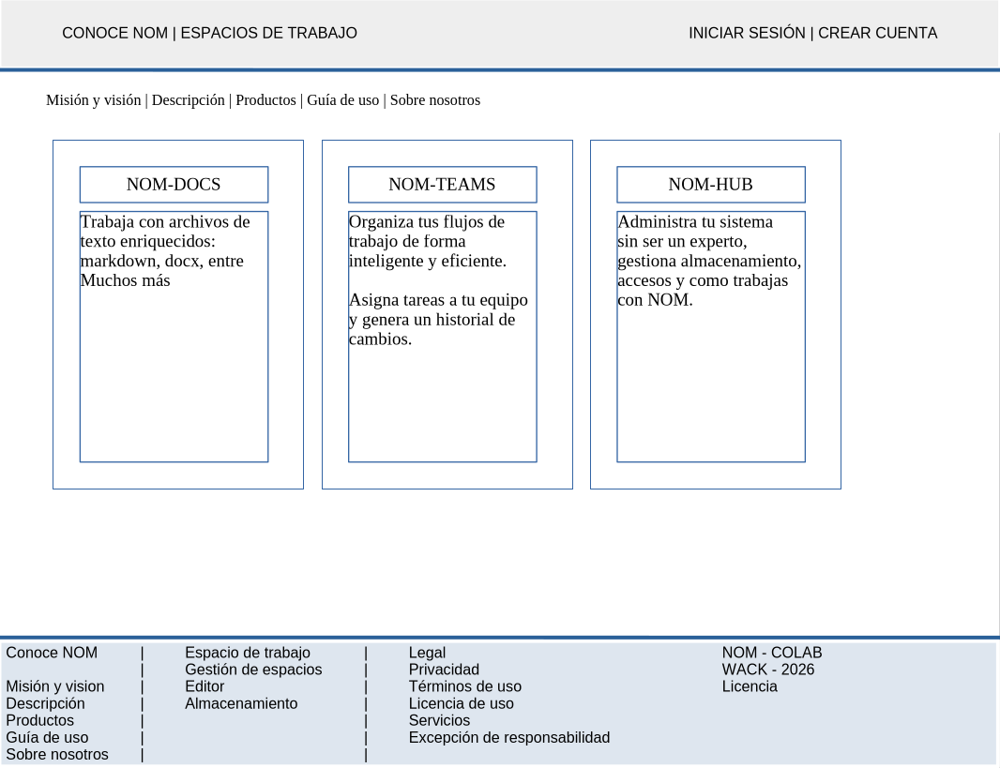 CONOCE NOM | ESPACIOS DE TRABAJO
INICIAR SESIÓN | CREAR CUENTA
Misión y visión | Descripción | Productos | Guía de uso | Sobre nosotros
NOM-DOCS
Trabaja con archivos de
texto enriquecidos:
markdown, docx, entre
Muchos más
NOM-TEAMS
Organiza tus flujos de
trabajo de forma
inteligente y eficiente.
Asigna tareas a tu equipo
y genera un historial de
cambios.
NOM-HUB
Administra tu sistema
sin ser un experto,
gestiona almacenamiento,
accesos y como trabajas
con NOM.
Conoce NOM |
|
Misión y vision |
Descripción |
Productos |
Guía de uso |
Sobre nosotros |
Espacio de trabajo |
Gestión de espacios |
Editor |
Almacenamiento |
|
|
|
Legal
Privacidad
Términos de uso
Licencia de uso
Servicios
Excepción de responsabilidad
NOM - COLAB
WACK - 2026
Licencia